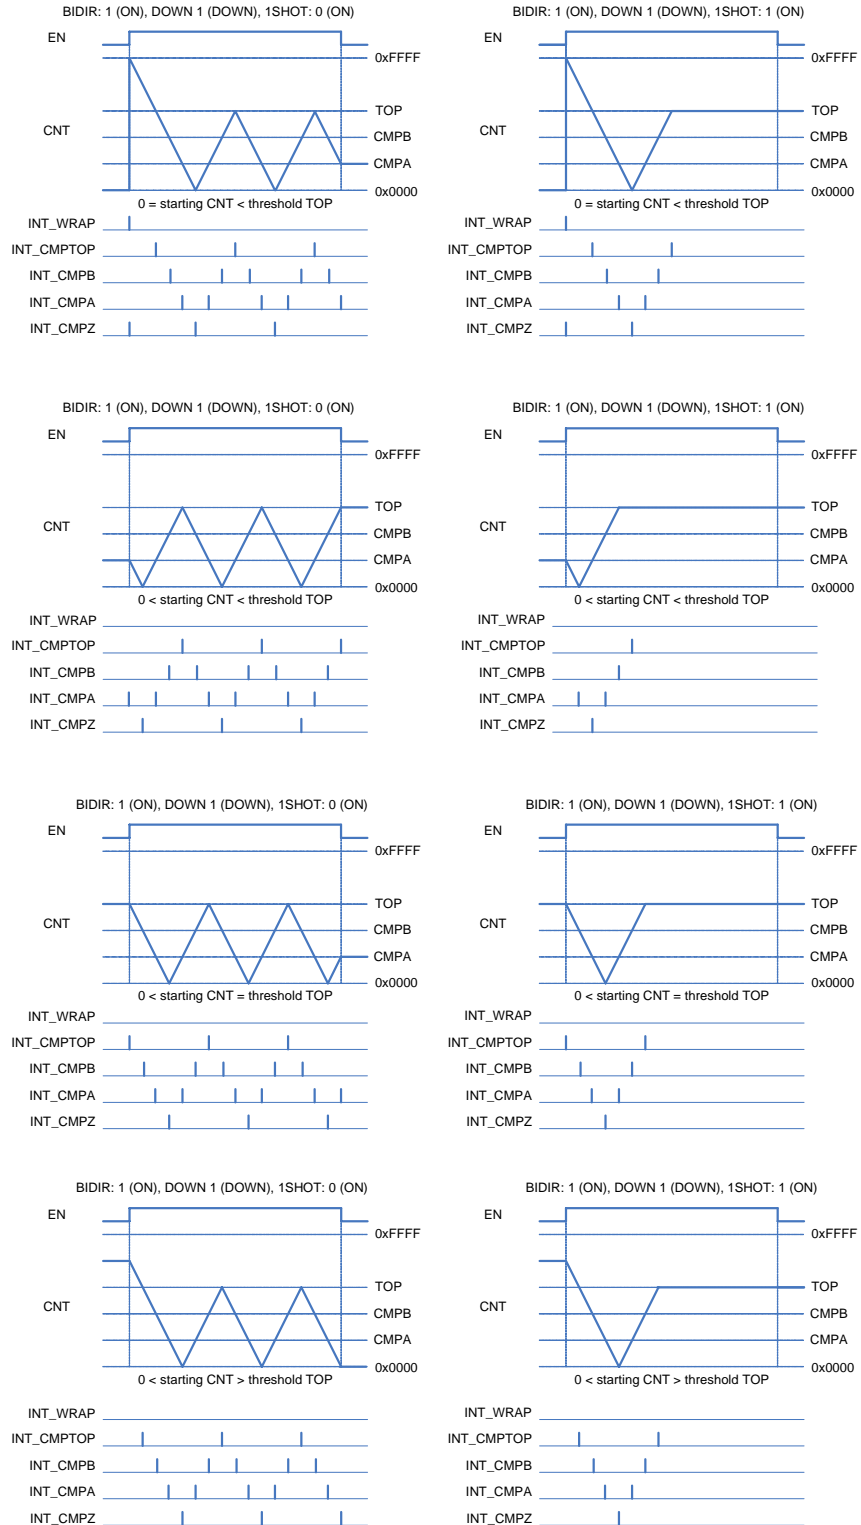 BIDIR: 1 (ON), DOWN 1 (DOWN), 1SHOT: 0 (ON)
EN
0xFFFF
TOP
CNT
CMPB
CMPA
0x0000
0 = starting CNT < threshold TOP
INT_WRAP
INT_CMPTOP
INT_CMPB
INT_CMPA
INT_CMPZ
BIDIR: 1 (ON), DOWN 1 (DOWN), 1SHOT: 1 (ON)
EN
0xFFFF
TOP
CNT
CMPB
CMPA
0x0000
0 = starting CNT < threshold TOP
INT_WRAP
INT_CMPTOP
INT_CMPB
INT_CMPA
INT_CMPZ
BIDIR: 1 (ON), DOWN 1 (DOWN), 1SHOT: 0 (ON)
EN
0xFFFF
TOP
CNT
CMPB
CMPA
0x0000
0 < starting CNT < threshold TOP
INT_WRAP
INT_CMPTOP
INT_CMPB
INT_CMPA
INT_CMPZ
BIDIR: 1 (ON), DOWN 1 (DOWN), 1SHOT: 1 (ON)
EN
0xFFFF
TOP
CNT
CMPB
CMPA
0x0000
0 < starting CNT < threshold TOP
INT_WRAP
INT_CMPTOP
INT_CMPB
INT_CMPA
INT_CMPZ
BIDIR: 1 (ON), DOWN 1 (DOWN), 1SHOT: 0 (ON)
EN
0xFFFF
TOP
CNT
CMPB
CMPA
0x0000
0 < starting CNT = threshold TOP
INT_WRAP
INT_CMPTOP
INT_CMPB
INT_CMPA
INT_CMPZ
BIDIR: 1 (ON), DOWN 1 (DOWN), 1SHOT: 1 (ON)
EN
0xFFFF
TOP
CNT
CMPB
CMPA
0x0000
0 < starting CNT = threshold TOP
INT_WRAP
INT_CMPTOP
INT_CMPB
INT_CMPA
INT_CMPZ
BIDIR: 1 (ON), DOWN 1 (DOWN), 1SHOT: 0 (ON)
EN
0xFFFF
TOP
CNT
CMPB
CMPA
0x0000
0 < starting CNT > threshold TOP
INT_WRAP
INT_CMPTOP
INT_CMPB
INT_CMPA
INT_CMPZ
BIDIR: 1 (ON), DOWN 1 (DOWN), 1SHOT: 1 (ON)
EN
0xFFFF
TOP
CNT
CMPB
CMPA
0x0000
0 < starting CNT > threshold TOP
INT_WRAP
INT_CMPTOP
INT_CMPB
INT_CMPA
INT_CMPZ